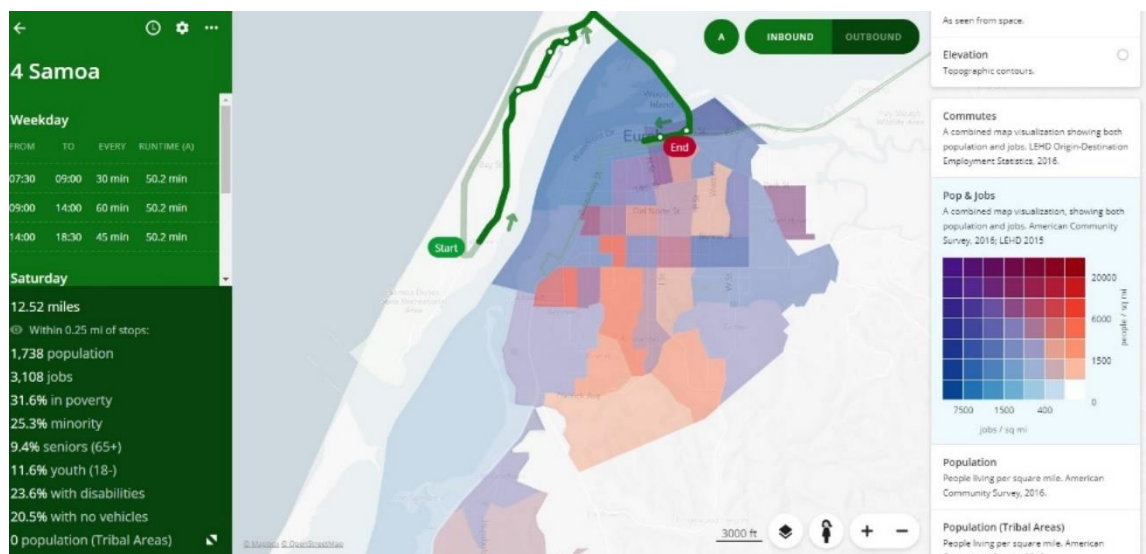 4 Samoa
Weekday
FROM TO EVERY RUNTIME (A)
07:30 09:00 30 min 50.2 min
09:00 14:00 60 min 50.2 min
14:00 18:30 45 min 50.2 min
Saturday
12.52 miles
Within 0.25 mi of stops:
1,738 population
3,108 jobs
31.6% in poverty
25.3% minority
9.4% seniors (65+)
11.6% youth (18-)
23.6% with disabilities
20.5% with no vehicles
0 population (Tribal Areas)
A INBOUND OUTBOUND
Start
End
3000 ft
© Mapbox © OpenStreetMap
As seen from space.
Elevation
Topographic contours.
Commutes
A combined map visualization showing both
population and jobs. LEHD Origin-Destination
Employment Statistics, 2016.
Pop & Jobs
A combined map visualization, showing both
population and jobs. American Community
Survey, 2016; LEHD 2015
20000
6000
1500
0
people / sq mi
7500 1500 400
jobs / sq mi
Population
People living per square mile. American
Community Survey, 2016.
Population (Tribal Areas)
People living per square mile. American